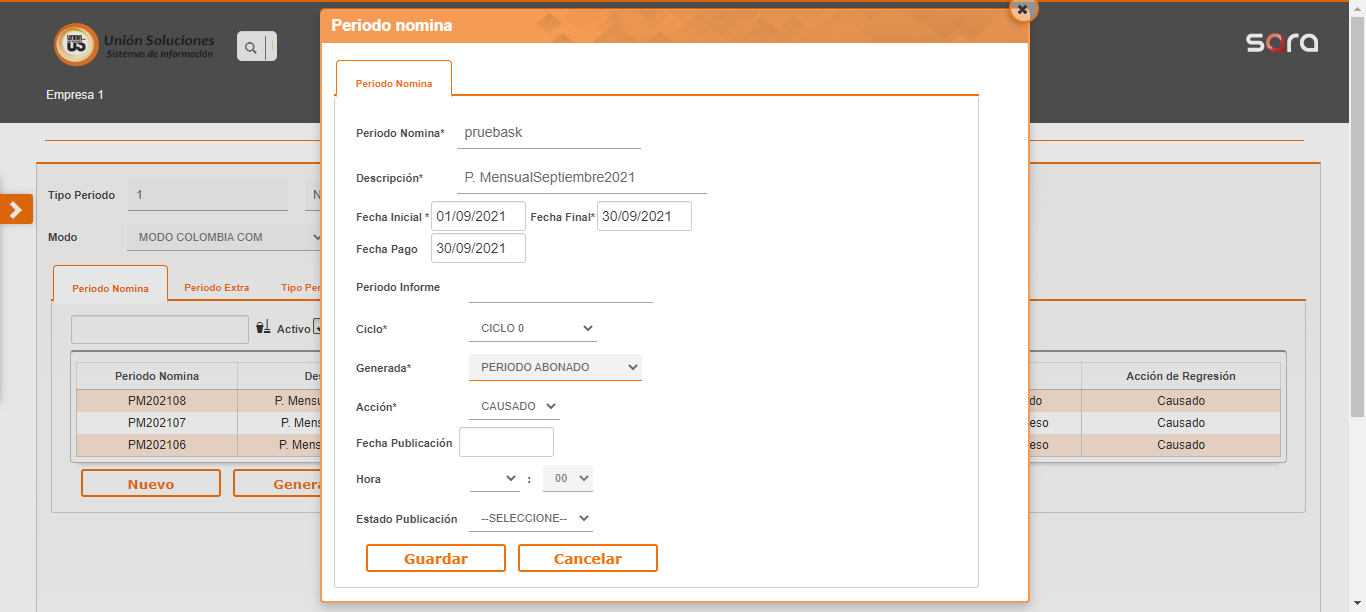 Periodo nomina
Unión Soluciones
Sistemas de Información
sara
Empresa 1
Periodo Nomina
Periodo Nomina* pruebask
Descripción* P. MensualSeptiembre2021
Fecha Inicial * 01/09/2021 Fecha Final* 30/09/2021
Fecha Pago 30/09/2021
Periodo Informe
Ciclo* CICLO 0
Generada* PERIODO ABONADO
Acción* CAUSADO
Fecha Publicación
Hora : 00
Estado Publicación --SELECCIONE--
Guardar Cancelar
Tipo Periodo 1 N
Modo MODO COLOMBIA COM
Periodo Nomina Periodo Extra Tipo Per
Activo
Periodo Nomina Des Acción de Regresión
PM202108 P. Mensu do Causado
PM202107 P. Mens eso Causado
PM202106 P. Mens eso Causado
Nuevo Genera